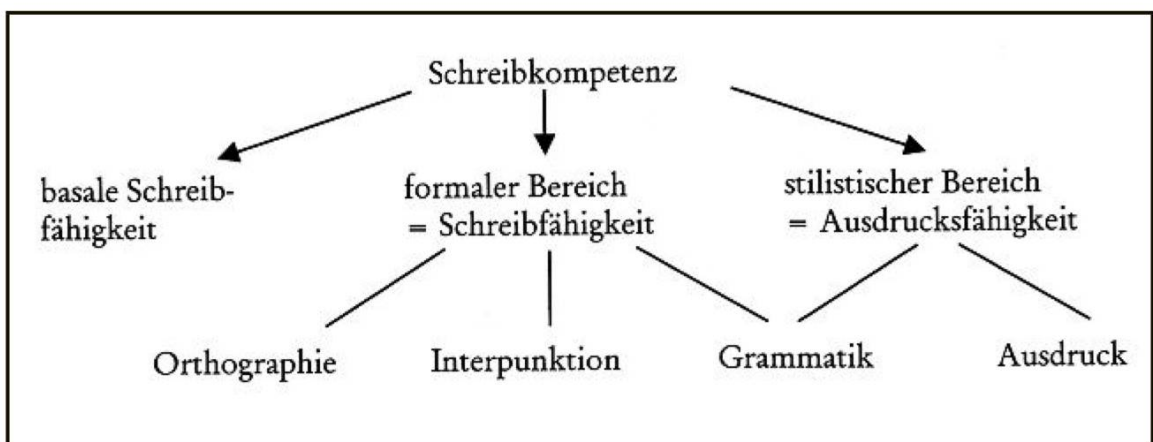 Schreibkompetenz
basale Schreib-
fähigkeit
formaler Bereich
= Schreibfähigkeit
stilistischer Bereich
= Ausdrucksfähigkeit
Orthographie
Interpunktion
Grammatik
Ausdruck